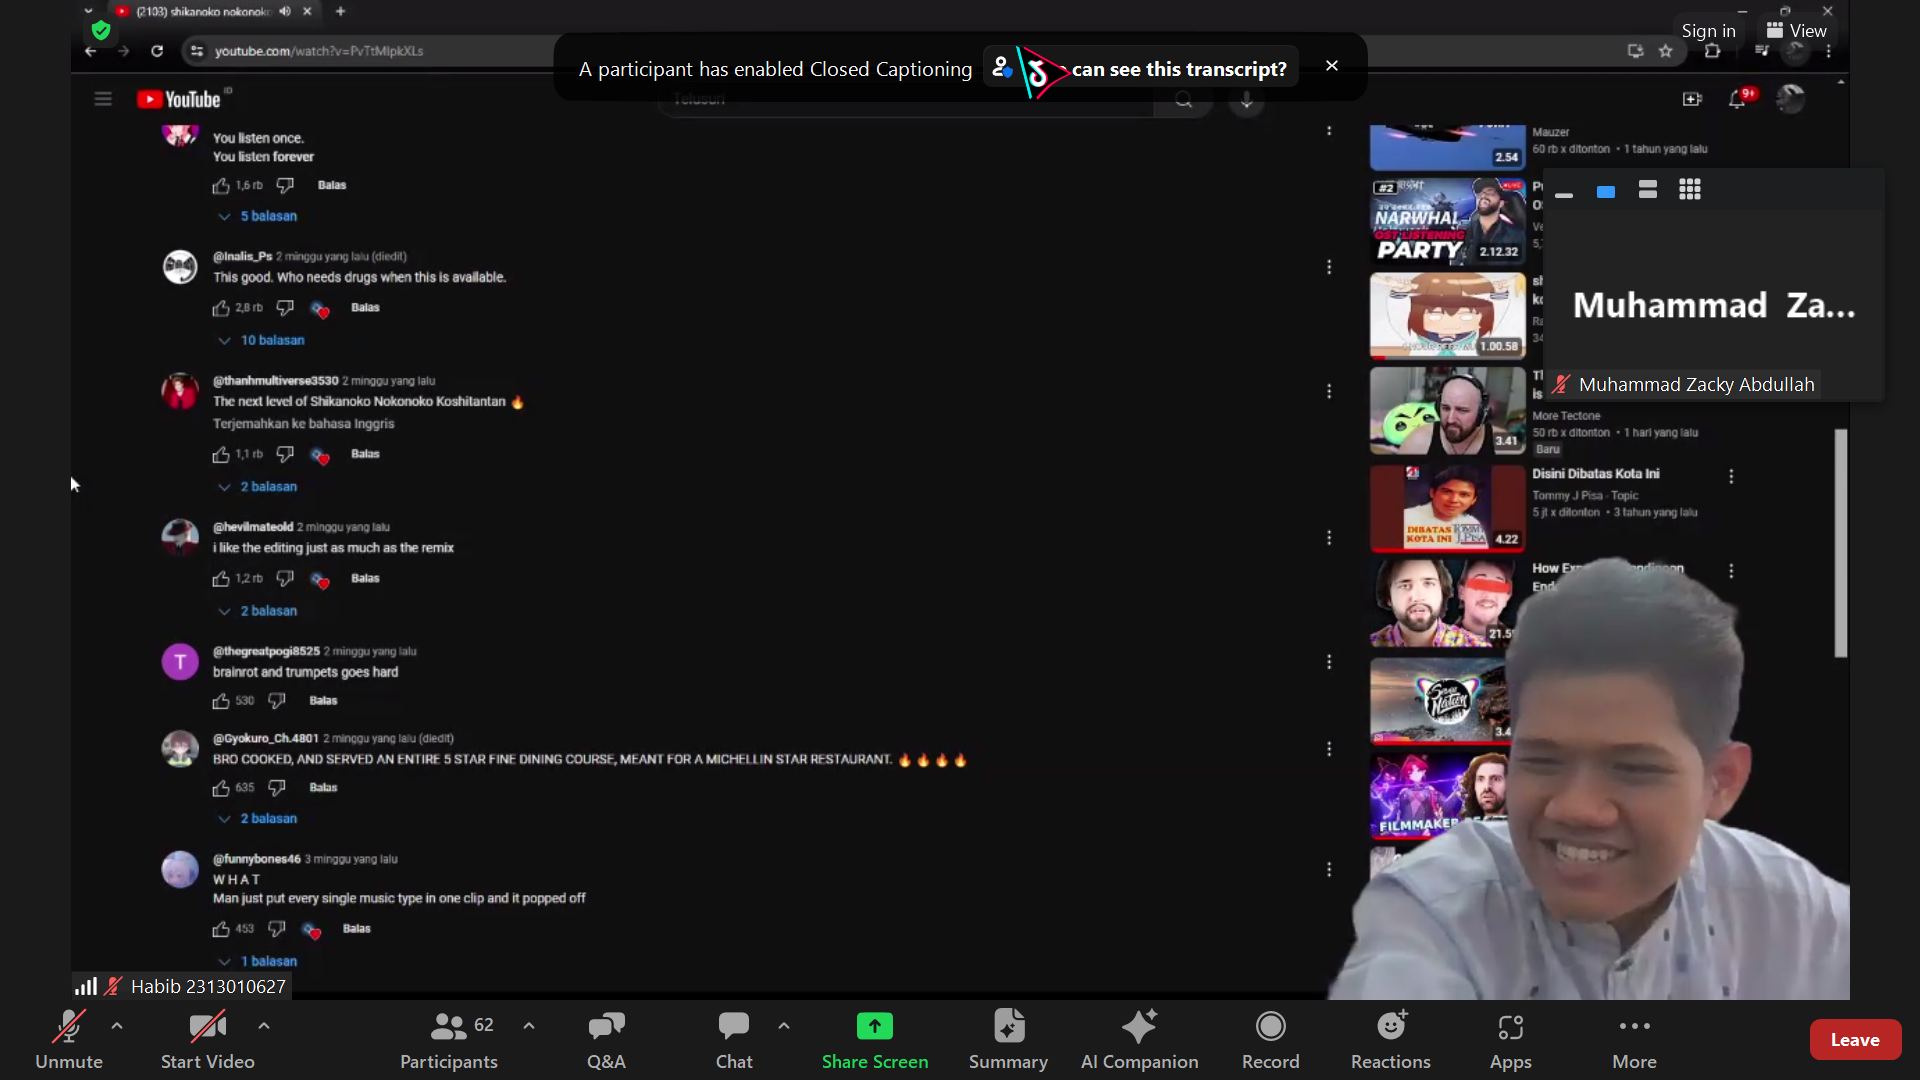 (2103) shikanoko nokonoko
Sign in
View
youtube.com/watch?v=PvTtMlpkXLs
A participant has enabled Closed Captioning
can see this transcript?
YouTube ID
Telusuri
9+
You listen once.
You listen forever
1,6 rb
Balas
5 balasan
@Inalis_Ps 2 minggu yang lalu (diedit)
This good. Who needs drugs when this is available.
2,8 rb
Balas
10 balasan
@thanhmultiverse3530 2 minggu yang lalu
The next level of Shikanoko Nokonoko Koshitantan 🔥
Terjemahkan ke bahasa Inggris
1,1 rb
Balas
2 balasan
@hevilmateold 2 minggu yang lalu
i like the editing just as much as the remix
1,2 rb
Balas
2 balasan
T
@thegreatpogi8525 2 minggu yang lalu
brainrot and trumpets goes hard
530
Balas
@Gyokuro_Ch.4801 2 minggu yang lalu (diedit)
BRO COOKED, AND SERVED AN ENTIRE 5 STAR FINE DINING COURSE, MEANT FOR A MICHELLIN STAR RESTAURANT. 🔥🔥🔥🔥
635
Balas
2 balasan
@funnybones46 3 minggu yang lalu
W H A T
Man just put every single music type in one clip and it popped off
453
Balas
1 balasan
2.54
Mauzer
60 rb x ditonton • 1 tahun yang lalu
#2
LIVE
NARWHAL
OST LISTENING
PARTY
2.12.32
1.00.58
Muhammad Za...
Muhammad Zacky Abdullah
3.41
More Tectone
50 rb x ditonton • 1 hari yang lalu
Baru
DIBATAS
KOTA INI
TOMMY
J.PISA
4.22
Disini Dibatas Kota Ini
Tommy J Pisa - Topic
5 jt x ditonton • 3 tahun yang lalu
How
21.5
Nation
3.4
FILMMAKER
Habib 2313010627
Unmute
Start Video
Participants
62
Q&A
Chat
Share Screen
Summary
AI Companion
Record
Reactions
Apps
More
Leave